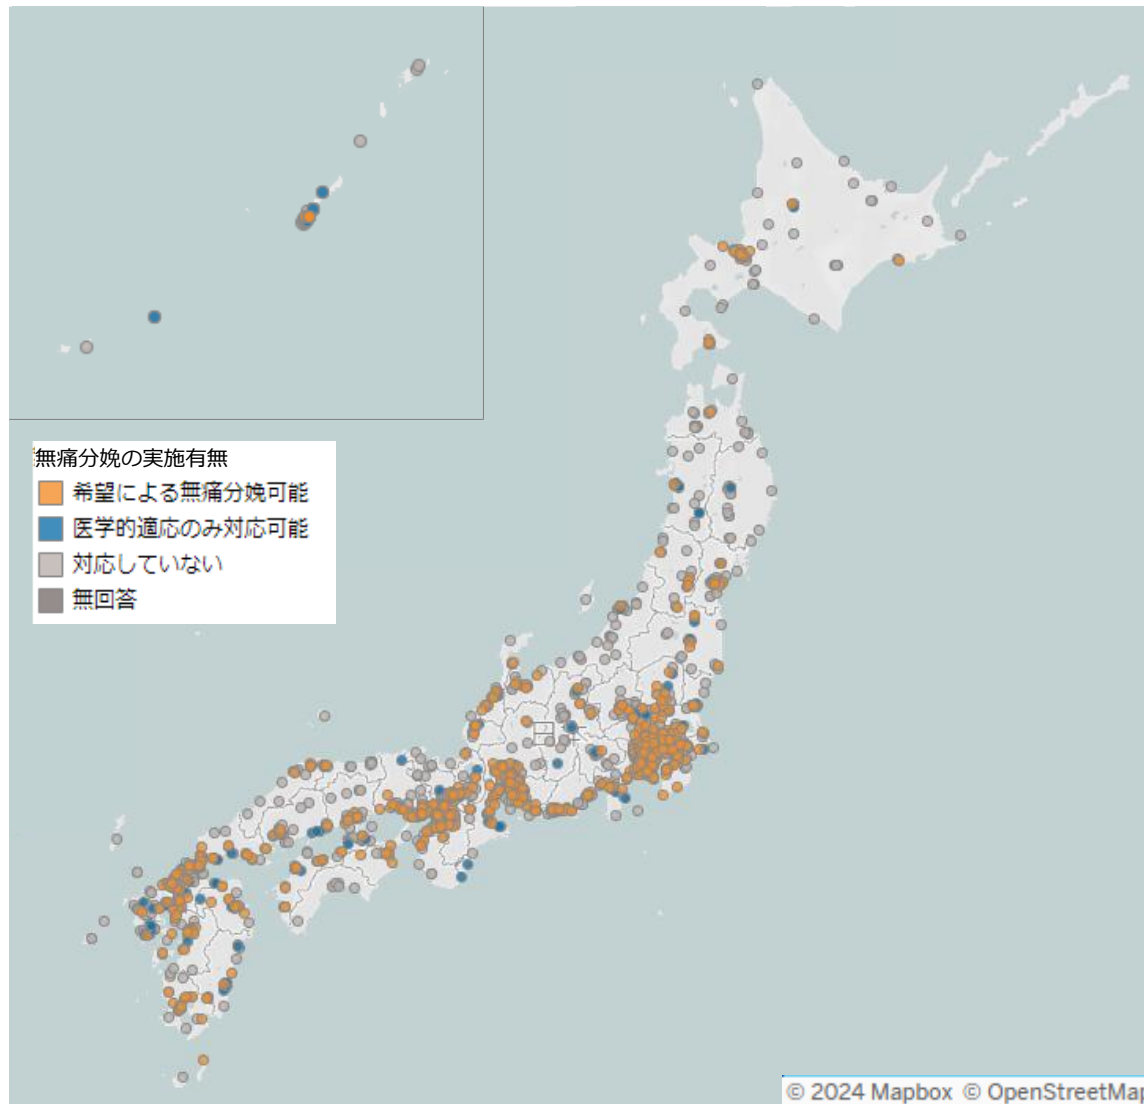 無痛分娩の実施有無
希望による無痛分娩可能
医学的適応のみ対応可能
対応していない
無回答
© 2024 Mapbox © OpenStreetMap